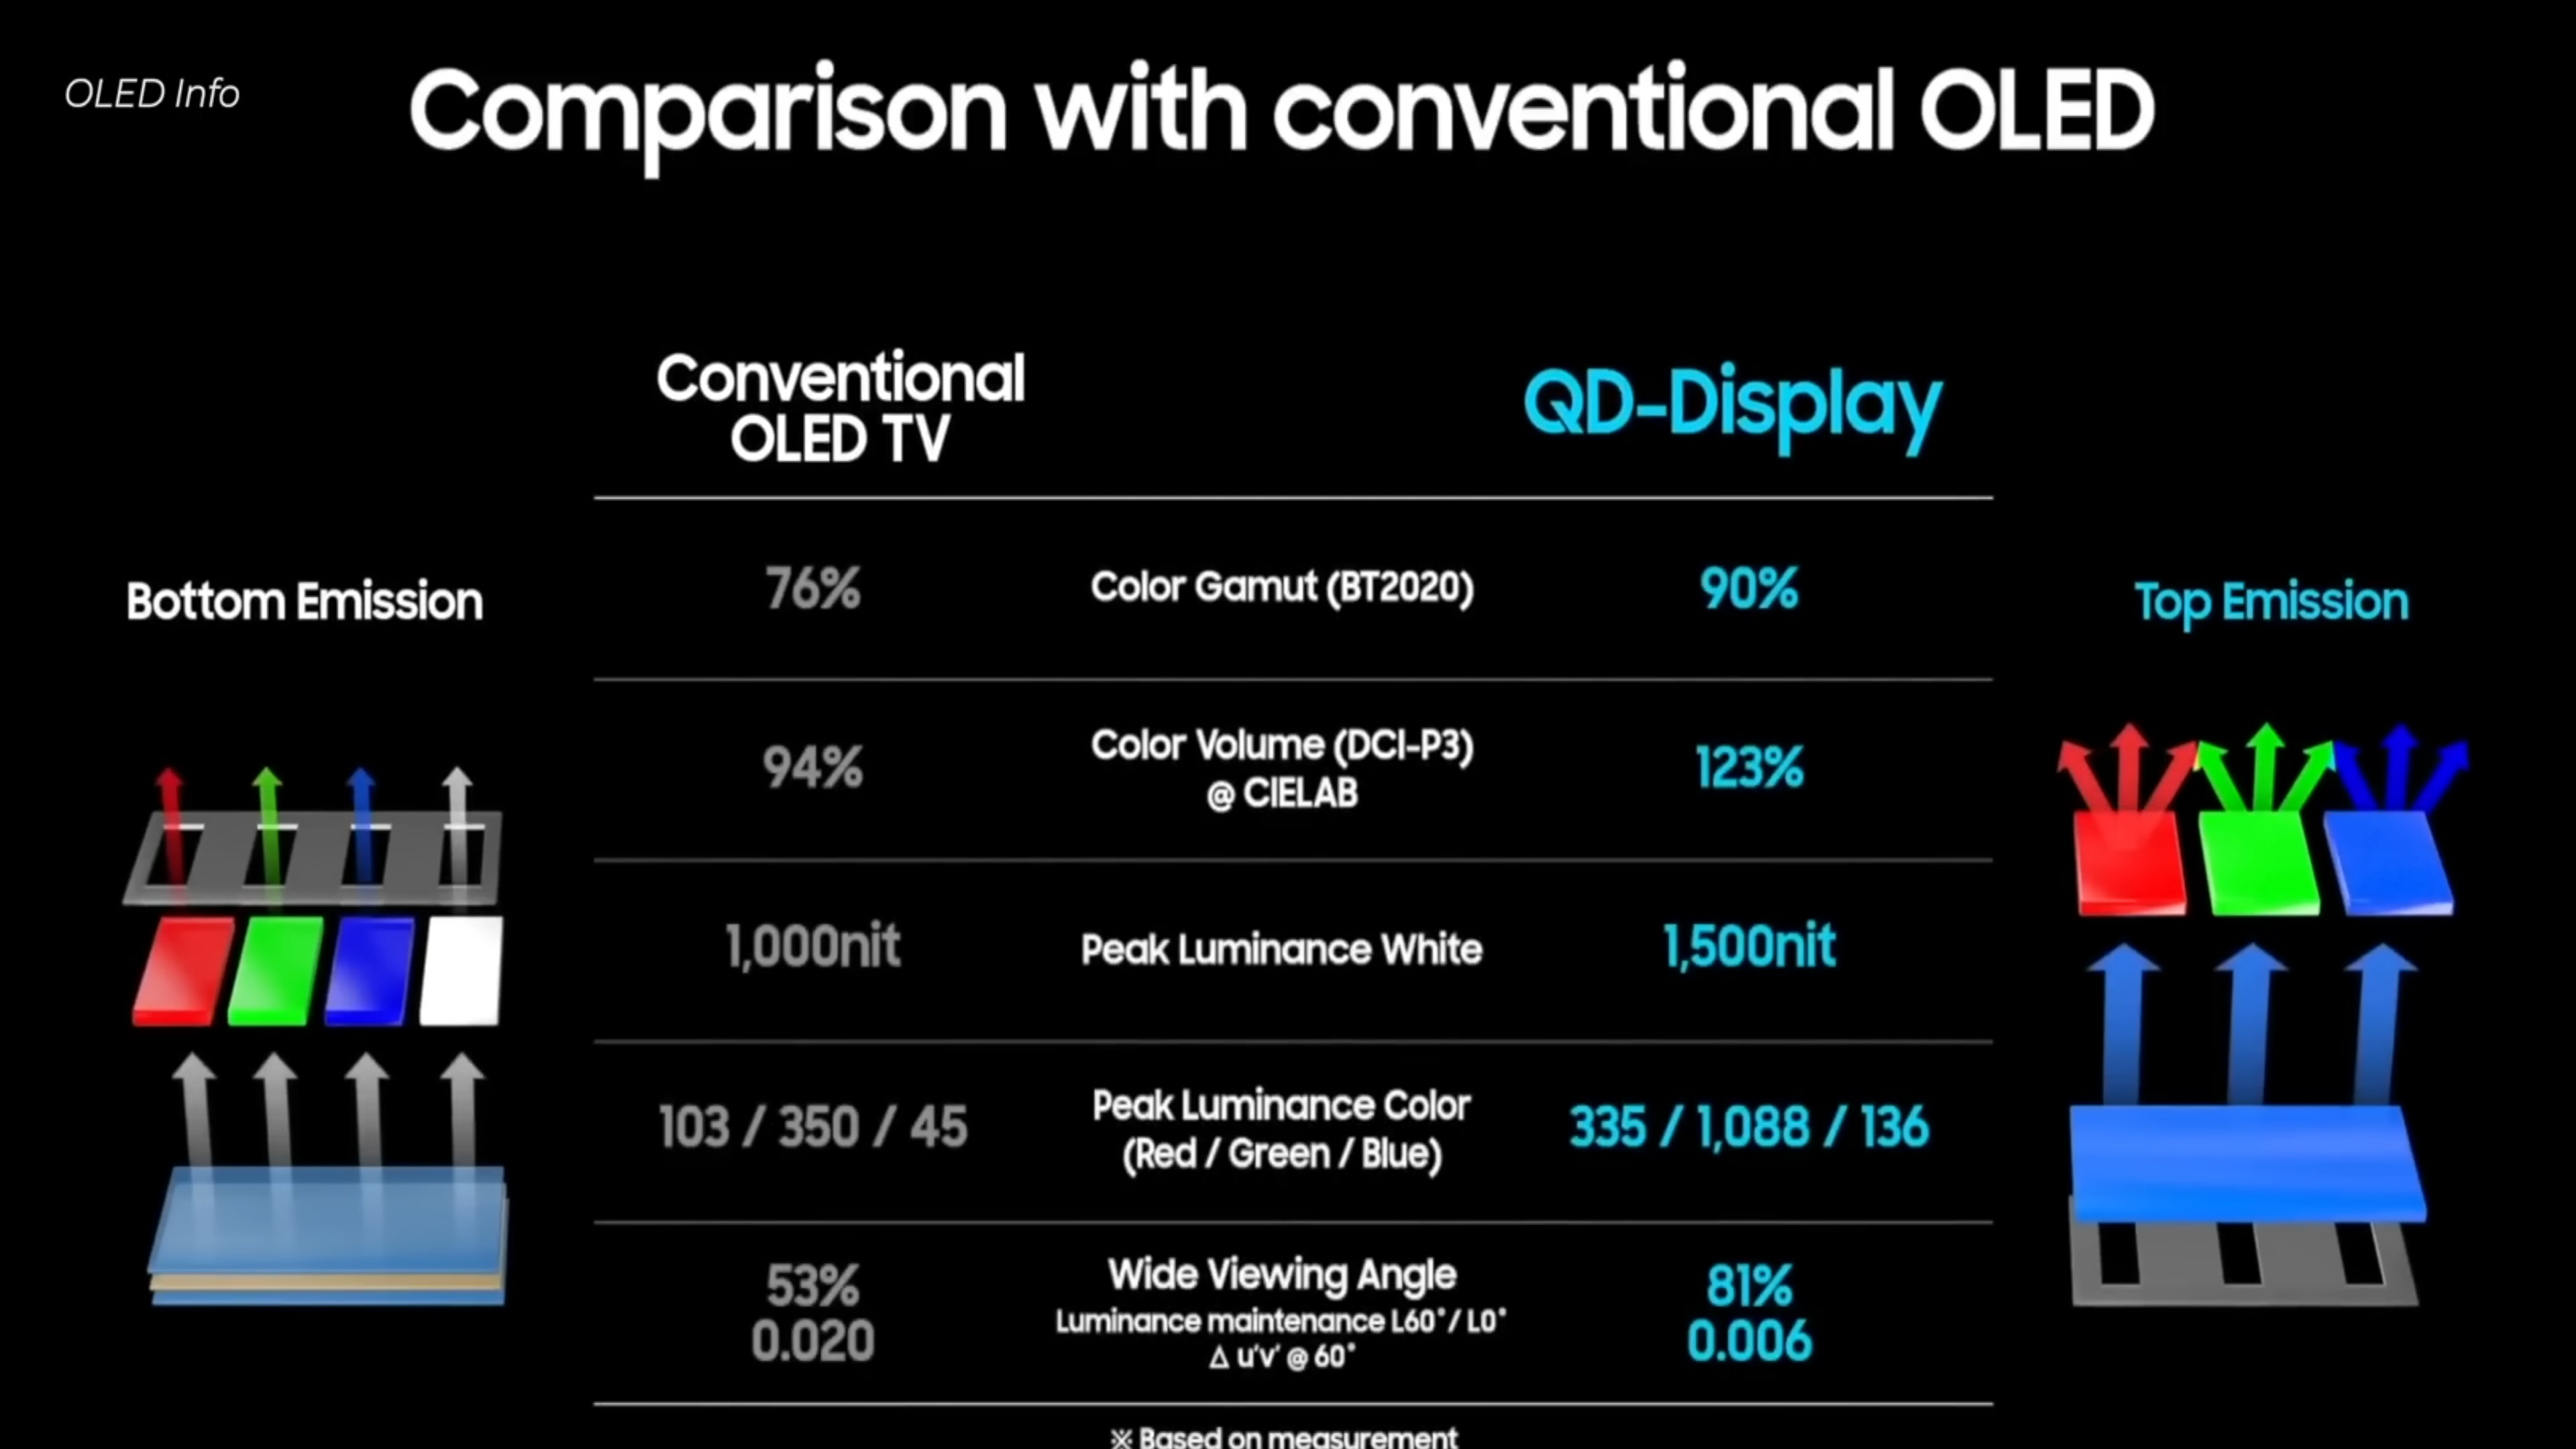 OLED Info
Comparison with conventional OLED
Conventional
OLED TV
QD-Display
Bottom Emission
Top Emission
76%
Color Gamut (BT2020)
90%
94%
Color Volume (DCI-P3)
@ CIELAB
123%
1,000nit
Peak Luminance White
1,500nit
103 / 350 / 45
Peak Luminance Color
(Red / Green / Blue)
335 / 1,088 / 136
53%
0.020
Wide Viewing Angle
Luminance maintenance L60° / L0°
Δ u'v' @ 60°
81%
0.006
※ Based on measurement